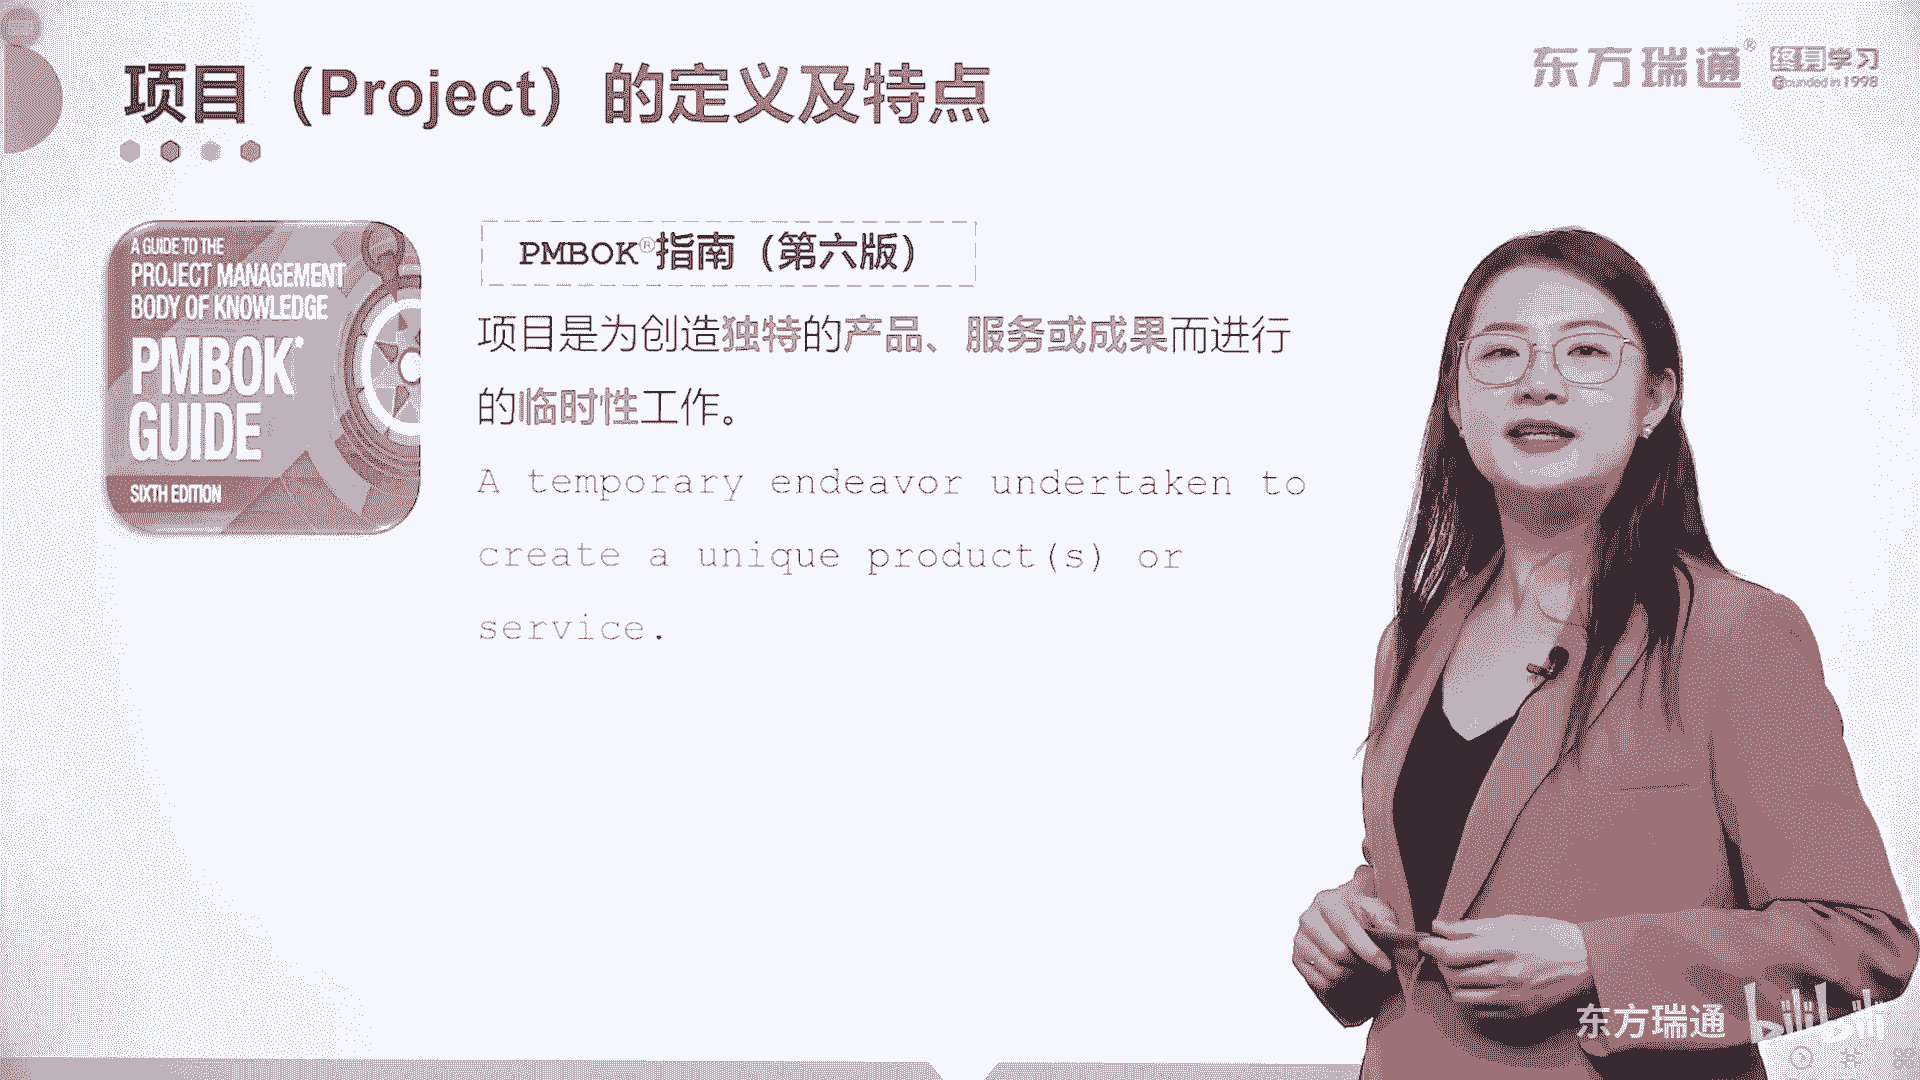 项目（Project）的定义及特点
东方瑞通® 终身学习
Founded in 1998
A GUIDE TO THE
PROJECT MANAGEMENT
BODY OF KNOWLEDGE
PMBOK®
GUIDE
SIXTH EDITION
PMBOK®指南（第六版）
项目是为创造独特的产品、服务或成果而进行
的临时性工作。
A temporary endeavor undertaken to
create a unique product(s) or
service.
东方瑞通 bilibili